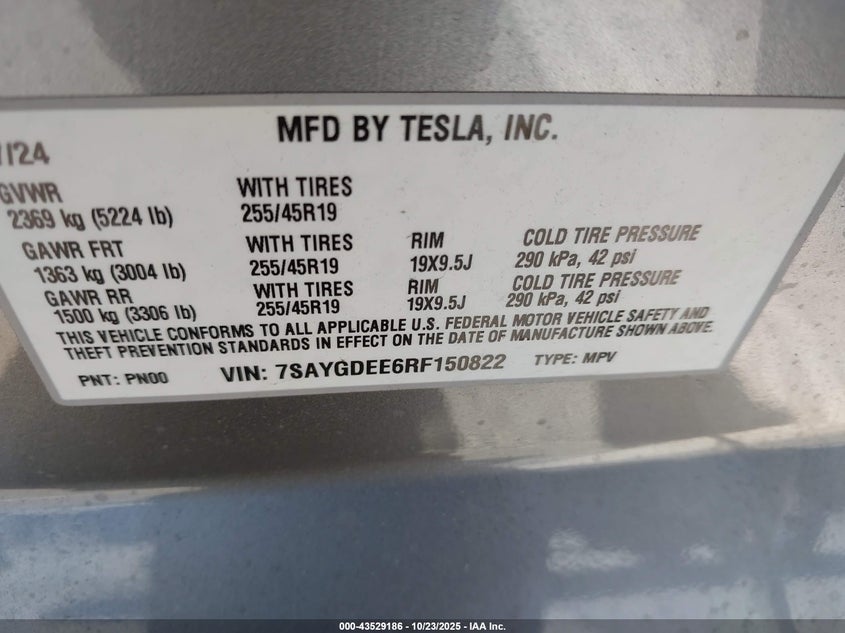 MFD BY TESLA, INC.
/24
GVWR WITH TIRES
2369 kg (5224 lb) 255/45R19
GAWR FRT WITH TIRES RIM COLD TIRE PRESSURE
1363 kg (3004 lb) 255/45R19 19X9.5J 290 kPa, 42 psi
GAWR RR WITH TIRES RIM COLD TIRE PRESSURE
1500 kg (3306 lb) 255/45R19 19X9.5J 290 kPa, 42 psi
THIS VEHICLE CONFORMS TO ALL APPLICABLE U.S. FEDERAL MOTOR VEHICLE SAFETY AND
THEFT PREVENTION STANDARDS IN EFFECT ON THE DATE OF MANUFACTURE SHOWN ABOVE.
PNT: PN00 VIN: 7SAYGDEE6RF150822 TYPE: MPV
000-43529186 - 10/23/2025 - IAA Inc.